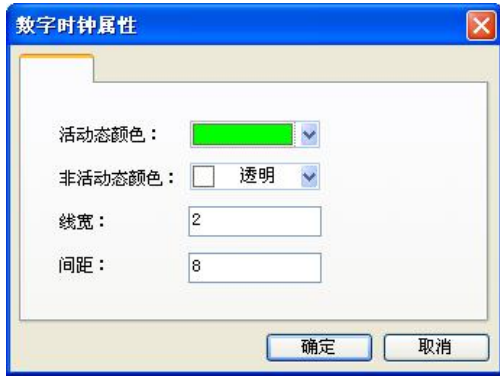 数字时钟属性
活动态颜色：
非活动态颜色： 透明
线宽： 2
间距： 8
确定 取消